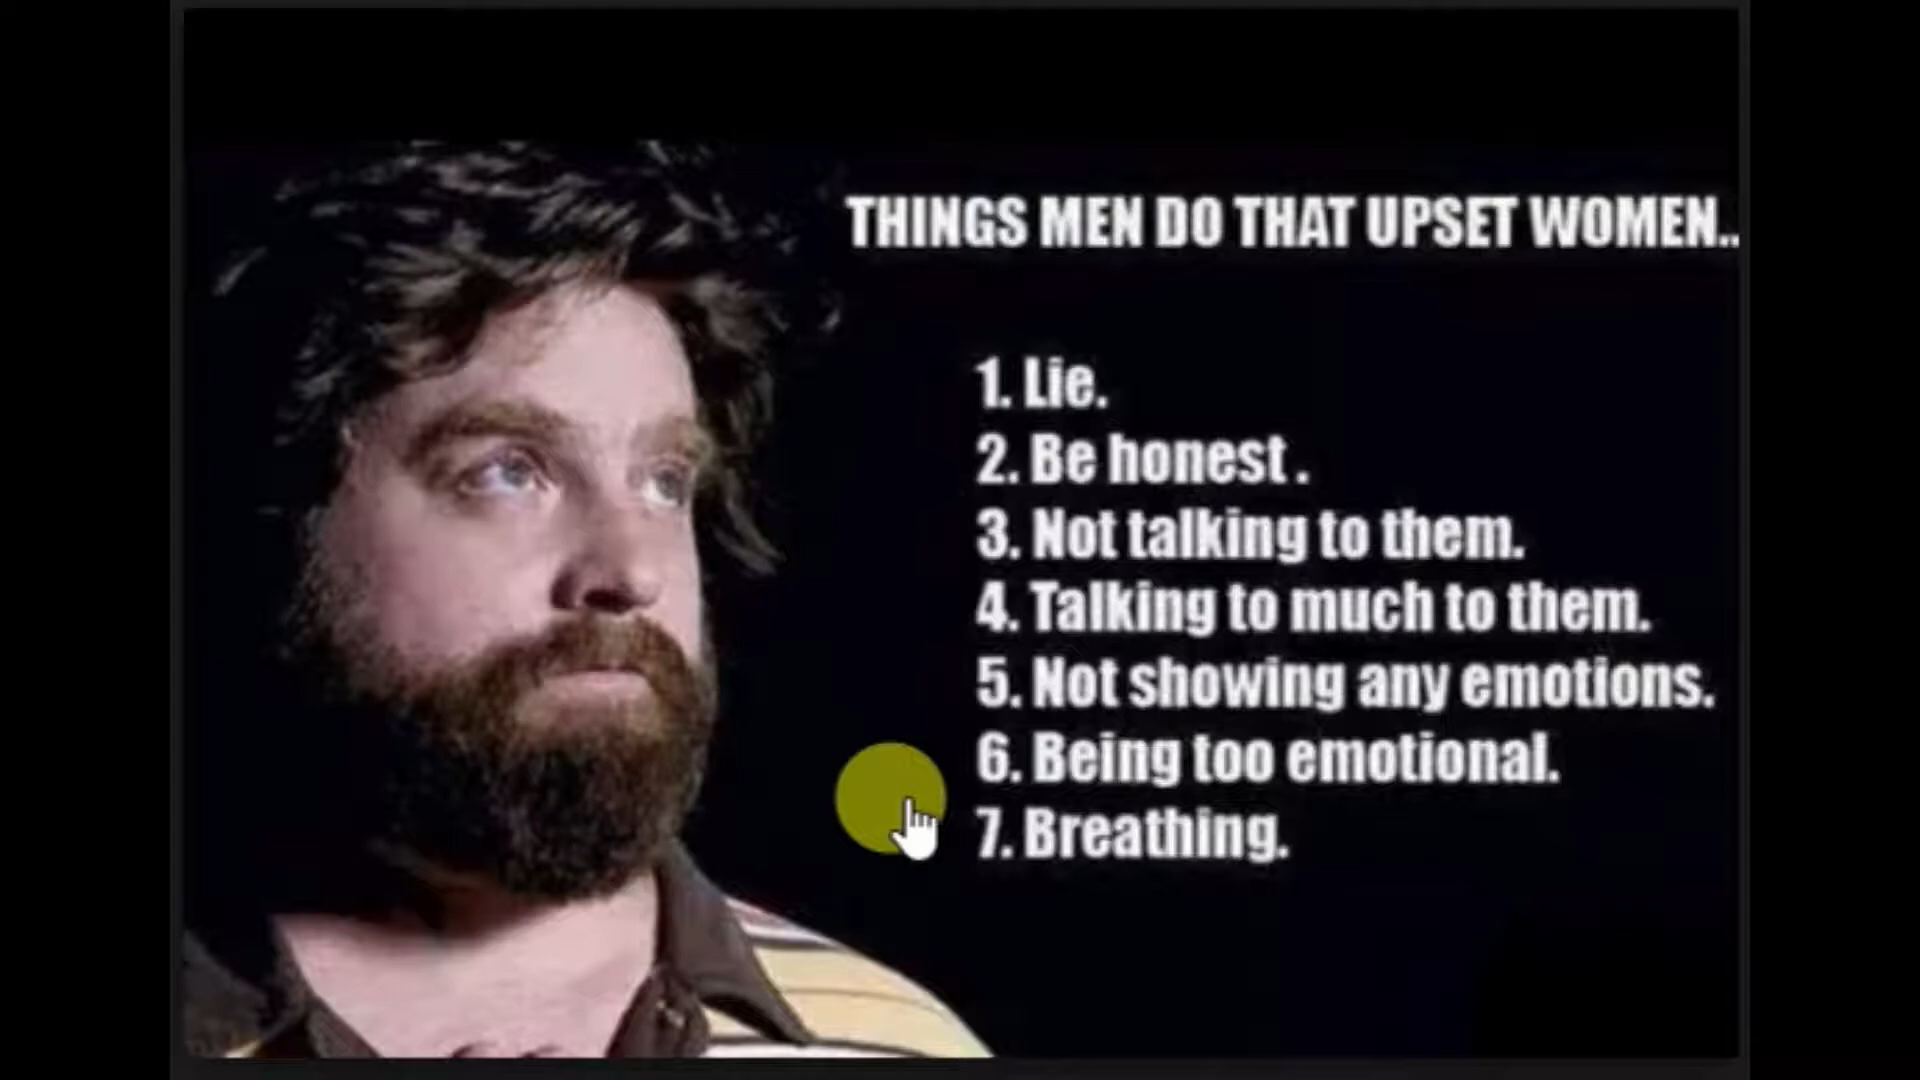 THINGS MEN DO THAT UPSET WOMEN..
1. Lie.
2. Be honest .
3. Not talking to them.
4. Talking to much to them.
5. Not showing any emotions.
6. Being too emotional.
7. Breathing.